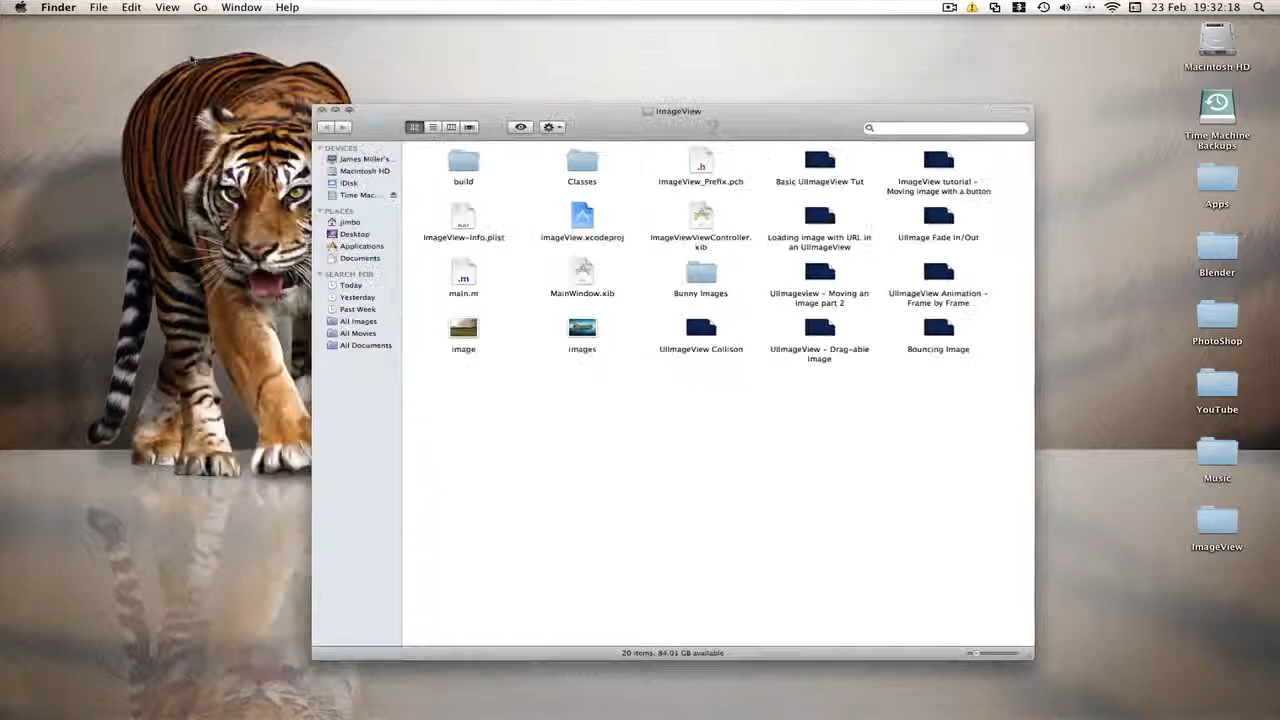 Finder File Edit View Go Window Help
23 Feb 19:32:18
Macintosh HD
Time Machine
Backups
Apps
Blender
PhotoShop
YouTube
Music
ImageView
ImageView
DEVICES
James Miller's...
Macintosh HD
iDisk
Time Mac...
PLACES
jimbo
Desktop
Applications
Documents
SEARCH FOR
Today
Yesterday
Past Week
All Images
All Movies
All Documents
build
Classes
.h
ImageView_Prefix.pch
Basic UIImageView Tut
ImageView tutorial -
Moving image with a button
ImageView-Info.plist
imageView.xcodeproj
ImageViewViewController.
xib
Loading image with URL in
an UIImageView
UIImage Fade In/Out
.m
main.m
MainWindow.xib
Bunny Images
UIImageview - Moving an
image part 2
UIImageView Animation -
Frame by Frame
image
images
UIImageView Collison
UIImageView - Drag-able
Image
Bouncing Image
20 items, 84.01 GB available